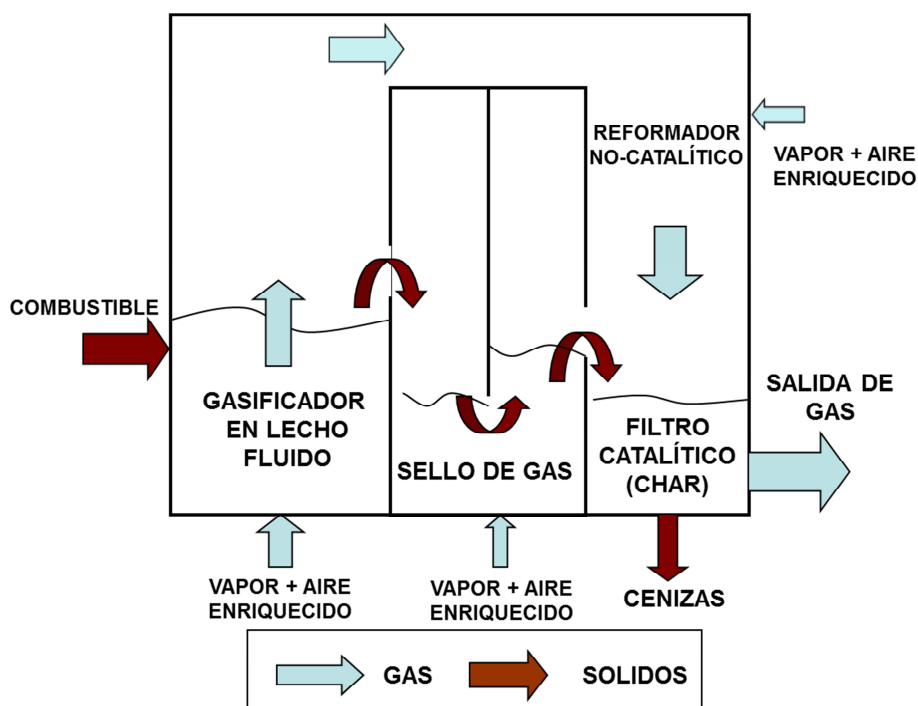 REFORMADOR
NO-CATALÍTICO
VAPOR + AIRE
ENRIQUECIDO
COMBUSTIBLE
GASIFICADOR
EN LECHO
FLUIDO
SELLO DE GAS
FILTRO
CATALÍTICO
(CHAR)
SALIDA DE
GAS
VAPOR + AIRE
ENRIQUECIDO
VAPOR + AIRE
ENRIQUECIDO
CENIZAS
GAS
SOLIDOS